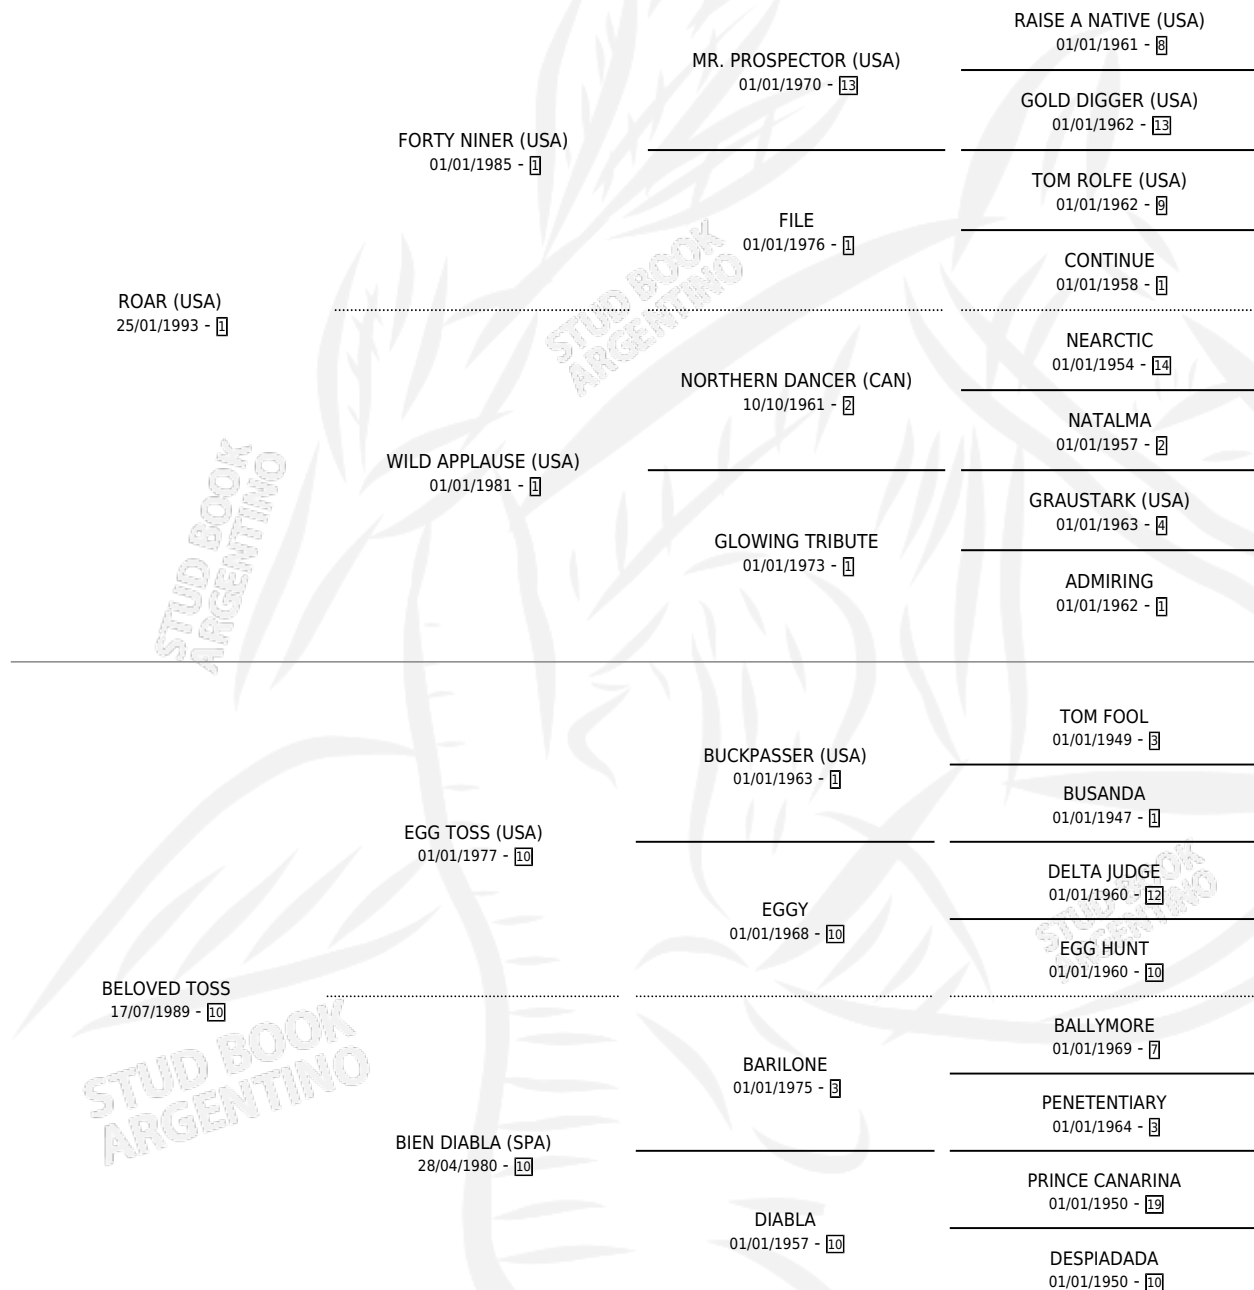 RAISE A NATIVE (USA)
01/01/1961 - 8
MR. PROSPECTOR (USA)
01/01/1970 - 13
GOLD DIGGER (USA)
01/01/1962 - 13
FORTY NINER (USA)
01/01/1985 - 1
TOM ROLFE (USA)
01/01/1962 - 9
FILE
01/01/1976 - 1
CONTINUE
01/01/1958 - 1
ROAR (USA)
25/01/1993 - 1
NEARCTIC
01/01/1954 - 14
NORTHERN DANCER (CAN)
10/10/1961 - 2
NATALMA
01/01/1957 - 2
WILD APPLAUSE (USA)
01/01/1981 - 1
GRAUSTARK (USA)
01/01/1963 - 4
GLOWING TRIBUTE
01/01/1973 - 1
ADMIRING
01/01/1962 - 1
TOM FOOL
01/01/1949 - 3
BUCKPASSER (USA)
01/01/1963 - 1
BUSANDA
01/01/1947 - 1
EGG TOSS (USA)
01/01/1977 - 10
DELTA JUDGE
01/01/1960 - 12
EGGY
01/01/1968 - 10
EGG HUNT
01/01/1960 - 10
BELOVED TOSS
17/07/1989 - 10
BALLYMORE
01/01/1969 - 7
BARILONE
01/01/1975 - 3
PENETENTIARY
01/01/1964 - 3
BIEN DIABLA (SPA)
28/04/1980 - 10
PRINCE CANARINA
01/01/1950 - 19
DIABLA
01/01/1957 - 10
DESPIADADA
01/01/1950 - 10
STUD BOOK
ARGENTINO
STUD BOOK
ARGENTINO
STUD BOOK
ARGENTINO
STUD BOOK
ARGENTINO